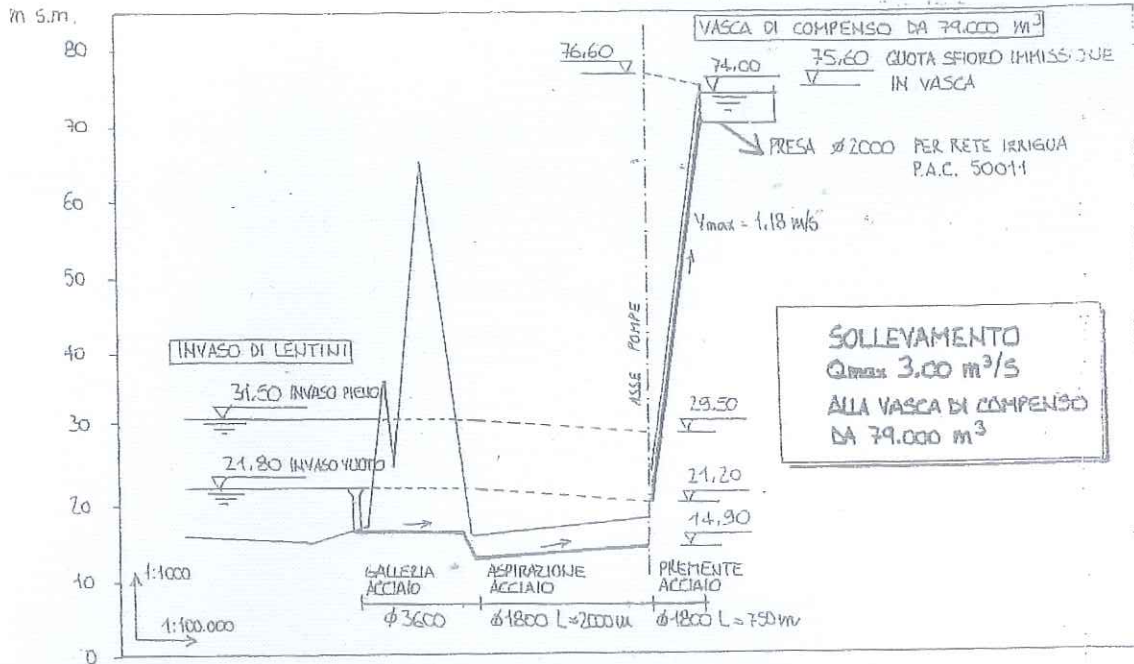 m s.m.
80
70
60
50
40
30
20
10
0
VASCA DI COMPENSO DA 79.000 m³
76,60
74,00
75,60 QUOTA SFIORO IMMISSIONE
IN VASCA
PRESA ø2000 PER RETE IRRIGUA
P.A.C. 50011
Vmax = 1,18 m/s
ASSE POMPE
INVASO DI LENTINI
31,50 INVASO PIENO
21,80 INVASO VUOTO
29.50
21,20
14,90
SOLLEVAMENTO
Qmax 3.00 m³/s
ALLA VASCA DI COMPENSO
DA 79.000 m³
1:1000
1:100.000
GALLERIA
ACCIAIO
ø3600
ASPIRAZIONE
ACCIAIO
ø1800 L=2000m
PREMENTE
ACCIAIO
ø1800 L=750m